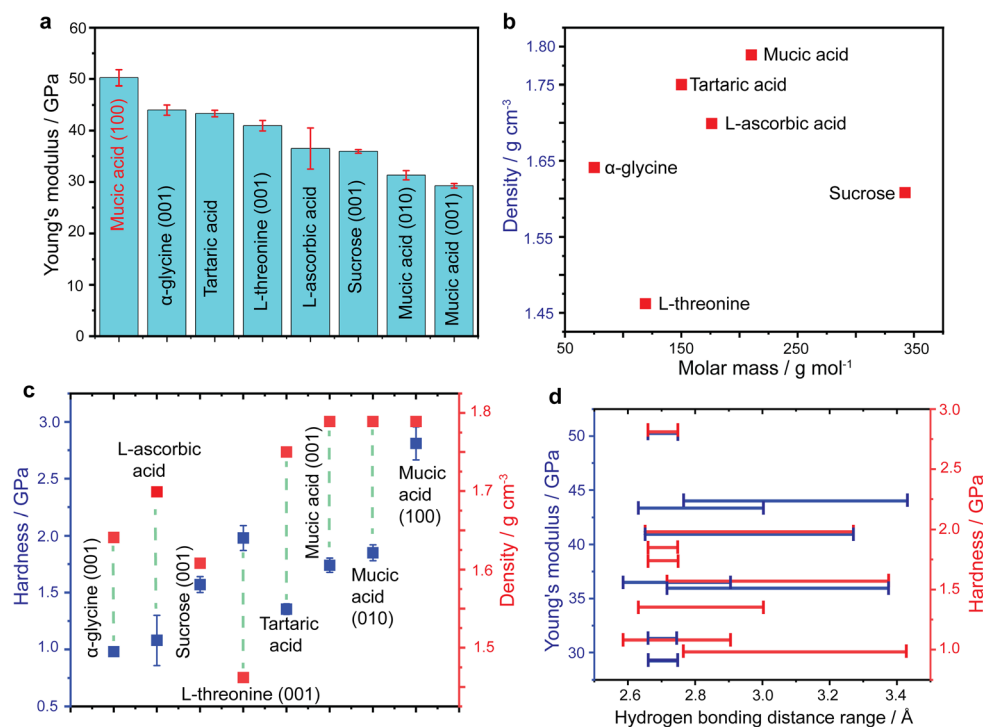 a
Young's modulus / GPa
60
50
40
30
20
10
0
Mucic acid (100)
α-glycine (001)
Tartaric acid
L-threonine (001)
L-ascorbic acid
Sucrose (001)
Mucic acid (010)
Mucic acid (001)
b
Density / g cm⁻³
1.80
1.75
1.65
1.55
1.45
Mucic acid
Tartaric acid
L-ascorbic acid
α-glycine
Sucrose
L-threonine
50
150
250
350
Molar mass / g mol⁻¹
c
Hardness / GPa
3.0
2.5
2.0
1.5
1.0
0.5
α-glycine (001)
L-ascorbic
acid
Sucrose (001)
L-threonine (001)
Tartaric
acid
Mucic acid (001)
Mucic
acid
(010)
Mucic
acid
(100)
1.8
1.7
1.6
1.5
Density / g cm⁻³
d
Young's modulus / GPa
50
45
40
35
30
3.0
2.5
2.0
1.5
1.0
Hardness / GPa
2.6
2.8
3.0
3.2
3.4
Hydrogen bonding distance range / Å